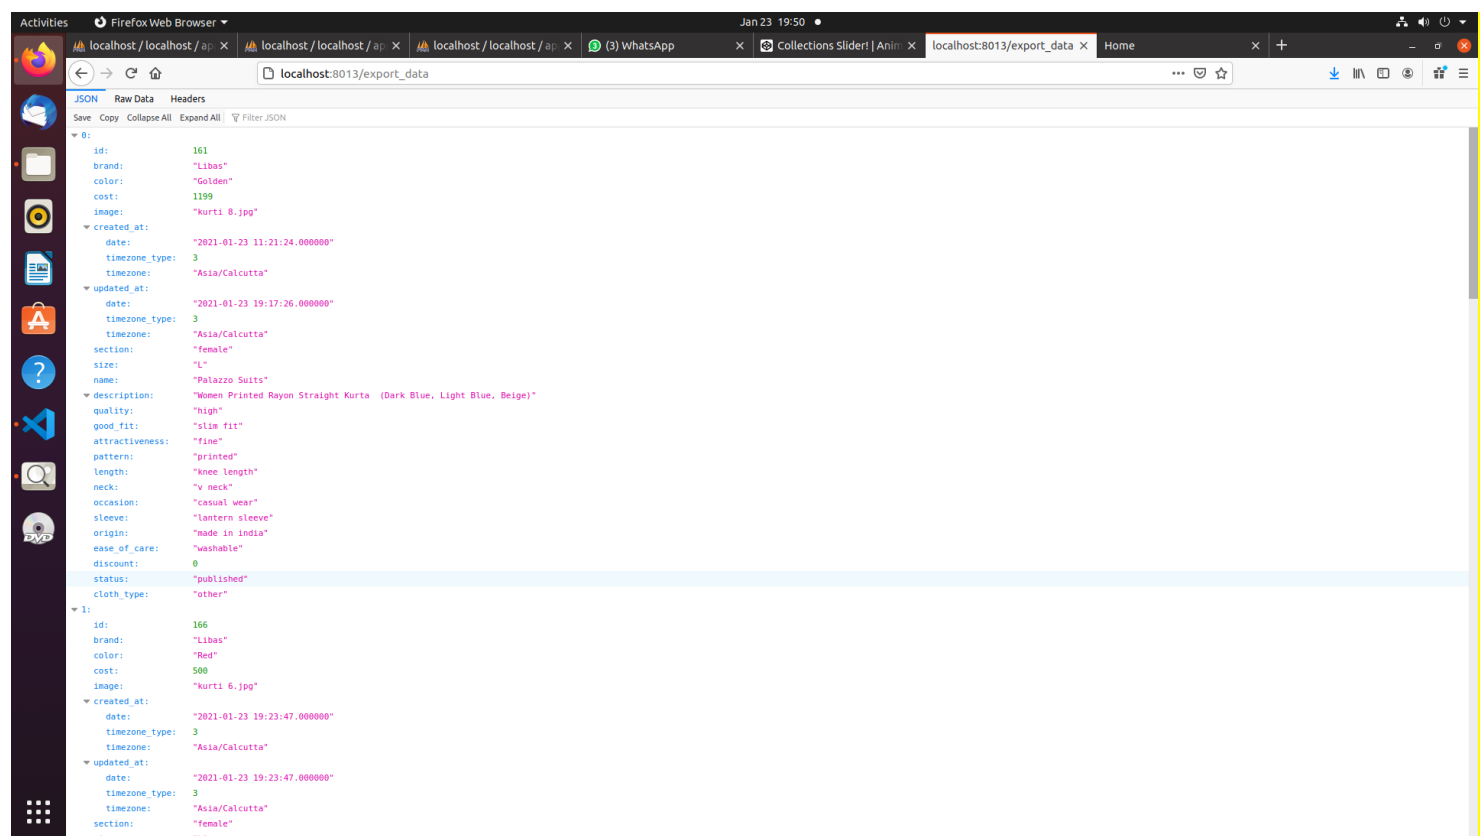 Activities Firefox Web Browser Jan 23 19:50
localhost / localhost / ap localhost / localhost / ap localhost / localhost / ap (3) WhatsApp Collections Slider! | Anim localhost:8013/export_data Home
localhost:8013/export_data
JSON Raw Data Headers
Save Copy Collapse All Expand All Filter JSON
0:
id: 161
brand: "Libas"
color: "Golden"
cost: 1199
image: "kurti 8.jpg"
created_at:
date: "2021-01-23 11:21:24.000000"
timezone_type: 3
timezone: "Asia/Calcutta"
updated_at:
date: "2021-01-23 19:17:26.000000"
timezone_type: 3
timezone: "Asia/Calcutta"
section: "female"
size: "L"
name: "Palazzo Suits"
description: "Women Printed Rayon Straight Kurta  (Dark Blue, Light Blue, Beige)"
quality: "high"
good_fit: "slim fit"
attractiveness: "fine"
pattern: "printed"
length: "knee length"
neck: "v neck"
occasion: "casual wear"
sleeve: "lantern sleeve"
origin: "made in india"
ease_of_care: "washable"
discount: 0
status: "published"
cloth_type: "other"
1:
id: 166
brand: "Libas"
color: "Red"
cost: 500
image: "kurti 6.jpg"
created_at:
date: "2021-01-23 19:23:47.000000"
timezone_type: 3
timezone: "Asia/Calcutta"
updated_at:
date: "2021-01-23 19:23:47.000000"
timezone_type: 3
timezone: "Asia/Calcutta"
section: "female"
DVD